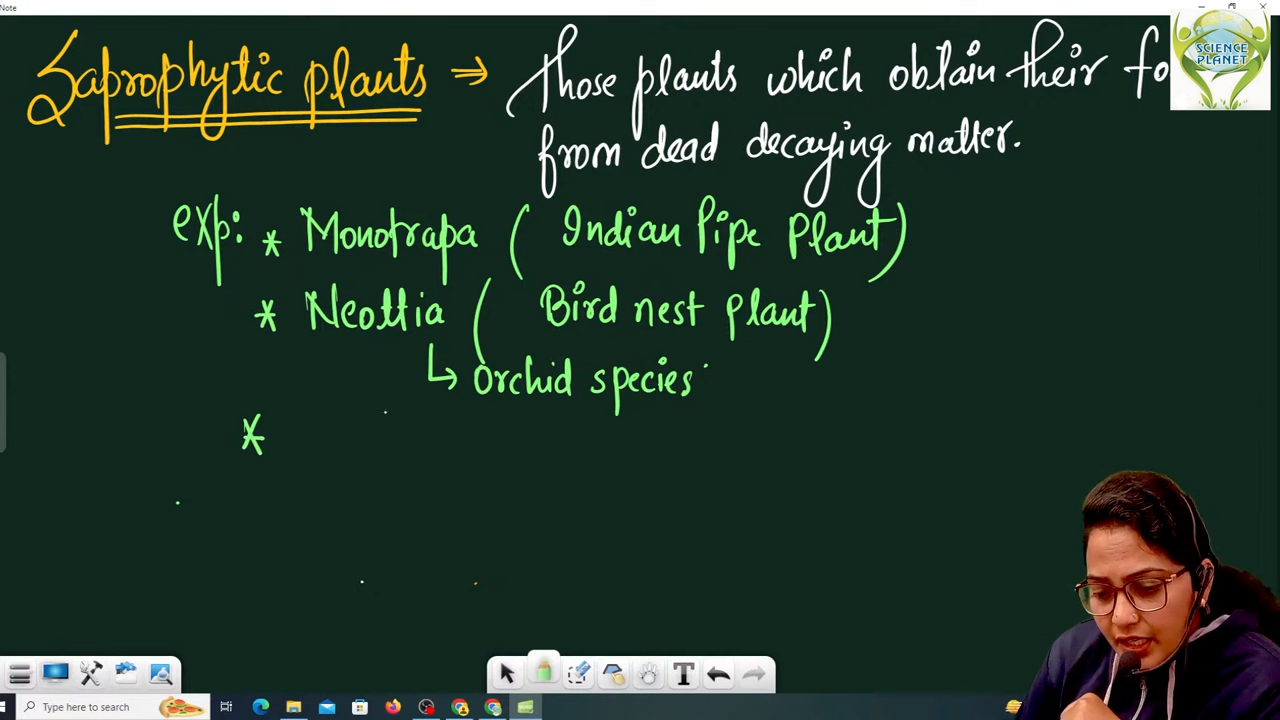 Note
Saprophytic plants ⇒ Those plants which obtain their fo
from dead decaying matter.
SCIENCE
PLANET
exp: * Monotrapa ( Indian Pipe Plant)
* Neottia ( Bird nest plant)
↳ Orchid species
*
T
Type here to search